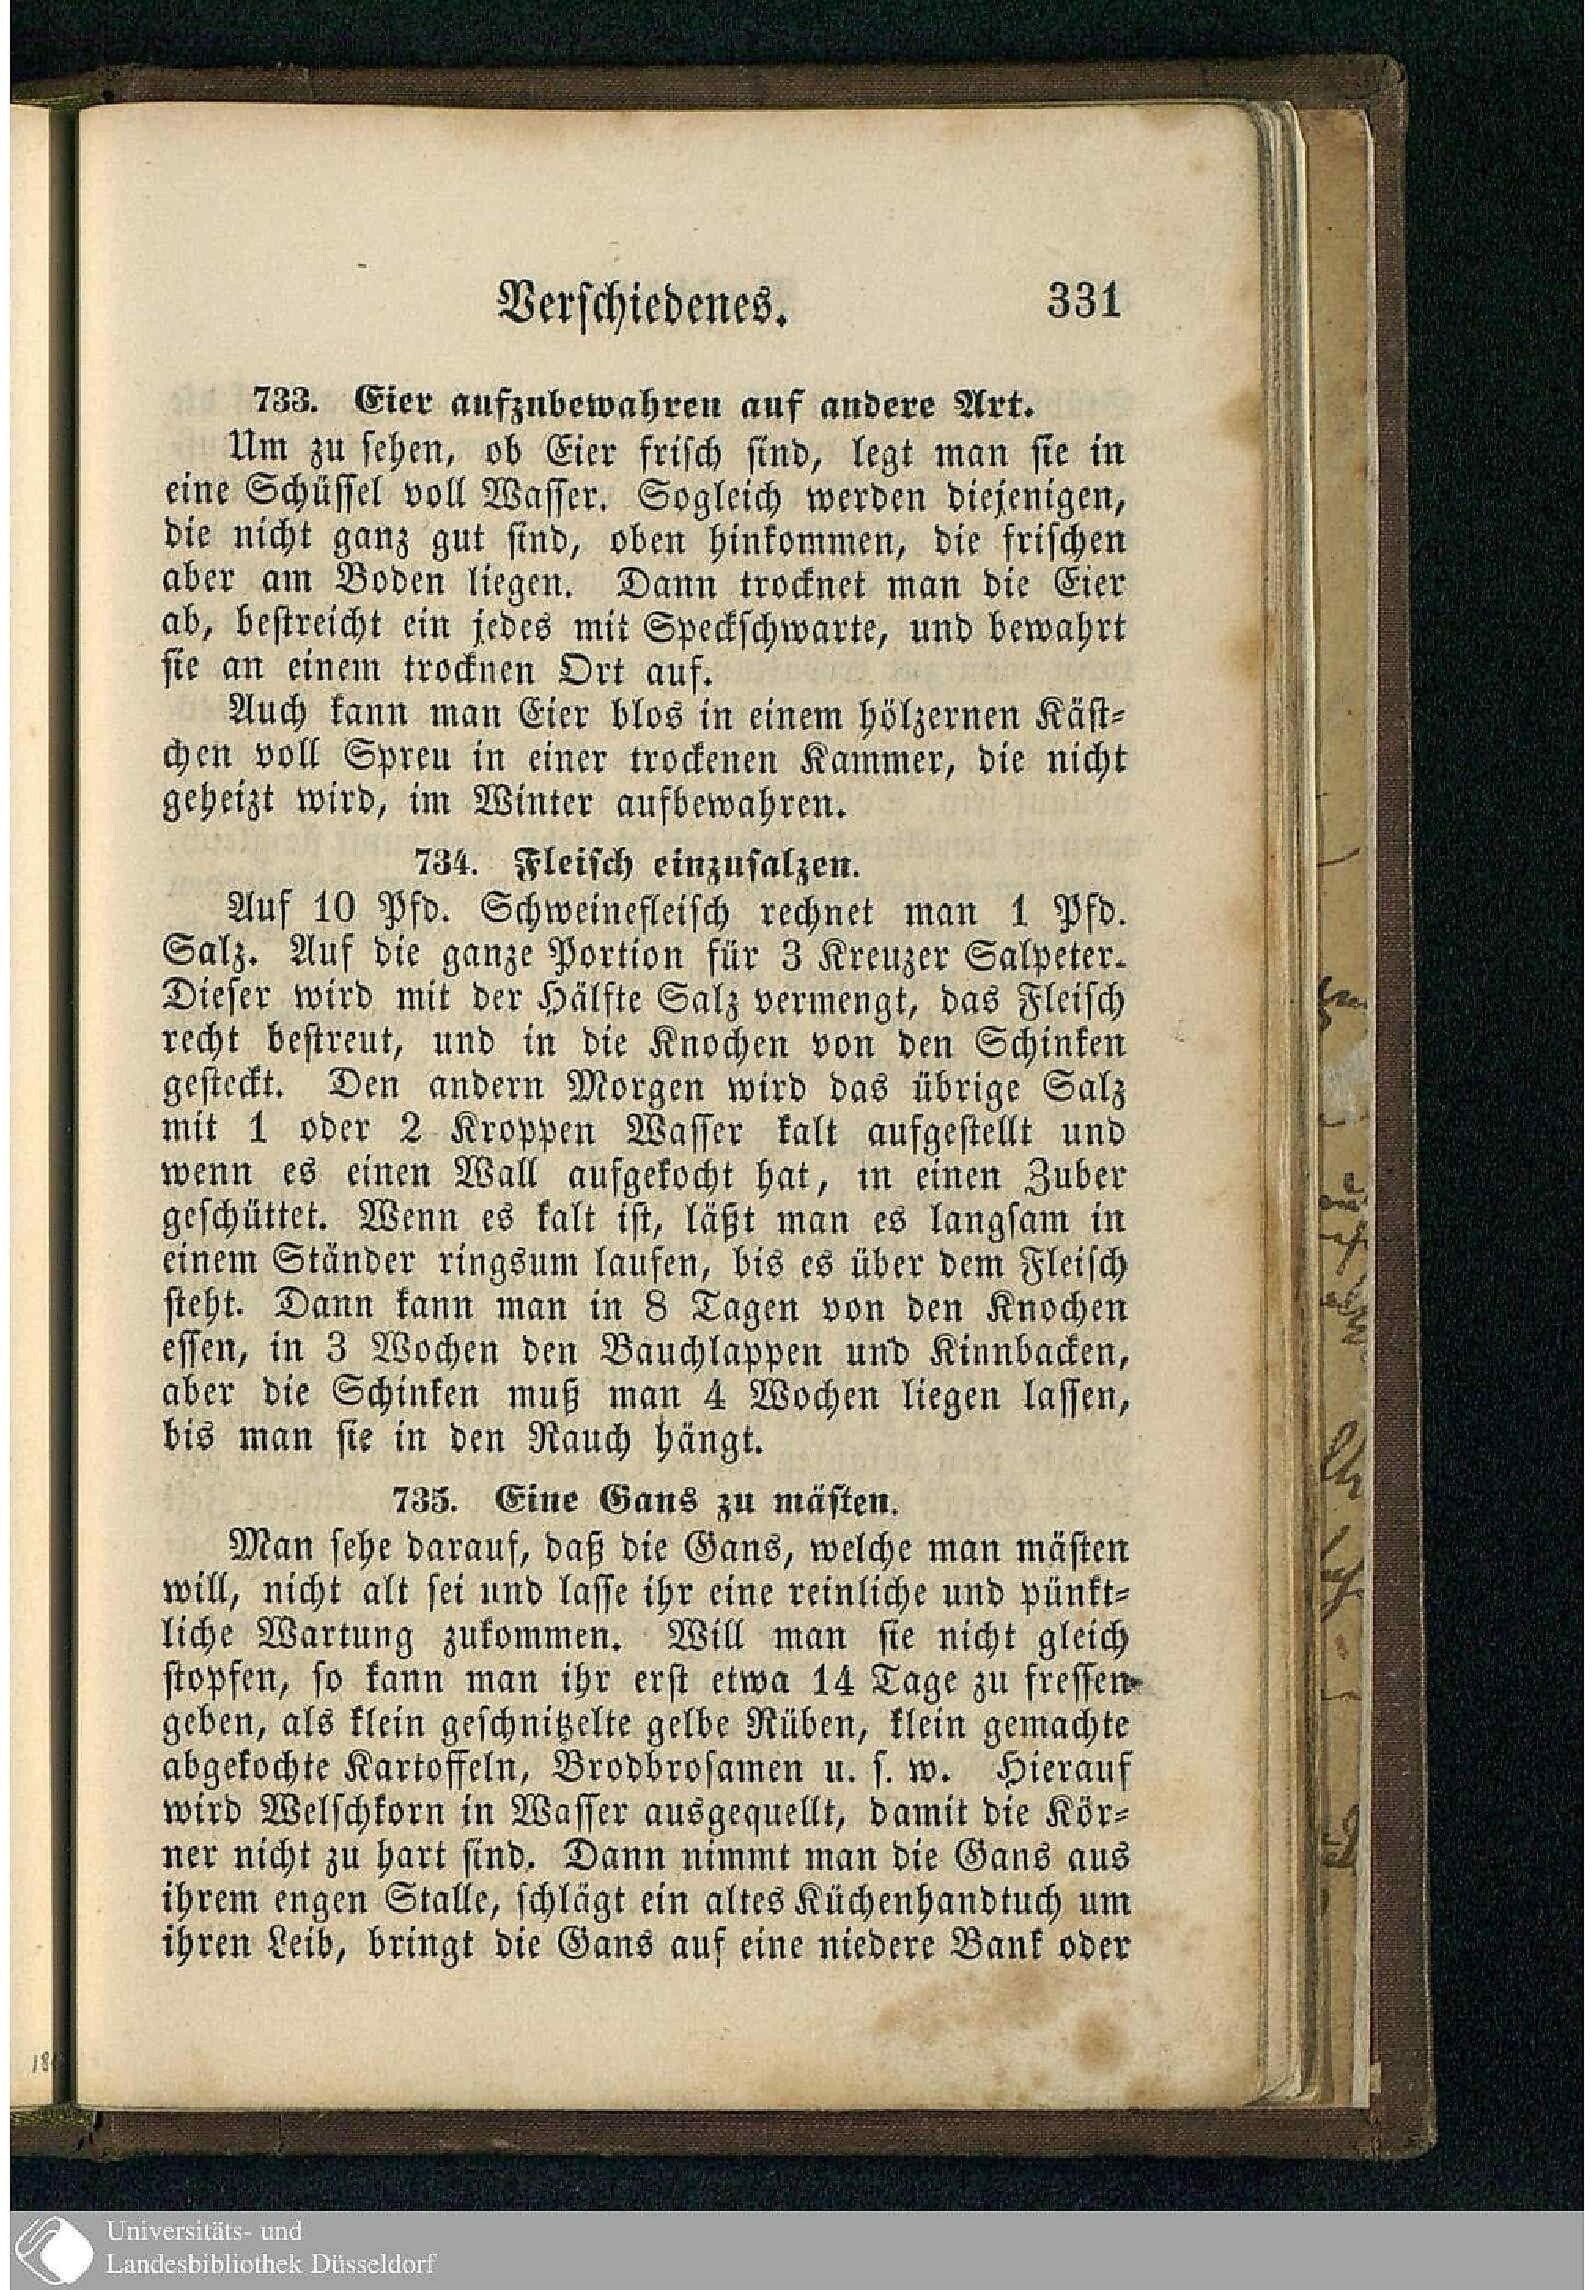 Verschiedenes. 331
733. Eier aufzubewahren auf andere Art.
Um zu sehen, ob Eier frisch sind, legt man sie in
eine Schüssel voll Wasser. Sogleich werden diejenigen,
die nicht ganz gut sind, oben hinkommen, die frischen
aber am Boden liegen. Dann trocknet man die Eier
ab, bestreicht ein jedes mit Speckschwarte, und bewahrt
sie an einem trocknen Ort auf.
Auch kann man Eier blos in einem hölzernen Käst-
chen voll Spreu in einer trockenen Kammer, die nicht
geheizt wird, im Winter aufbewahren.
734. Fleisch einzusalzen.
Auf 10 Pfd. Schweinefleisch rechnet man 1 Pfd.
Salz. Auf die ganze Portion für 3 Kreuzer Salpeter.
Dieser wird mit der Hälfte Salz vermengt, das Fleisch
recht bestreut, und in die Knochen von den Schinken
gesteckt. Den andern Morgen wird das übrige Salz
mit 1 oder 2 Kroppen Wasser kalt aufgestellt und
wenn es einen Wall aufgekocht hat, in einen Zuber
geschüttet. Wenn es kalt ist, läßt man es langsam in
einem Ständer ringsum laufen, bis es über dem Fleisch
steht. Dann kann man in 8 Tagen von den Knochen
essen, in 3 Wochen den Bauchlappen und Kinnbacken,
aber die Schinken muß man 4 Wochen liegen lassen,
bis man sie in den Rauch hängt.
735. Eine Gans zu mästen.
Man sehe darauf, daß die Gans, welche man mästen
will, nicht alt sei und lasse ihr eine reinliche und pünkt-
liche Wartung zukommen. Will man sie nicht gleich
stopfen, so kann man ihr erst etwa 14 Tage zu fressen
geben, als klein geschnitzelte gelbe Rüben, klein gemachte
abgekochte Kartoffeln, Brodbrosamen u. s. w. Hierauf
wird Welschkorn in Wasser ausgequellt, damit die Kör-
ner nicht zu hart sind. Dann nimmt man die Gans aus
ihrem engen Stalle, schlägt ein altes Küchenhandtuch um
ihren Leib, bringt die Gans auf eine niedere Bank oder
Universitäts- und
Landesbibliothek Düsseldorf